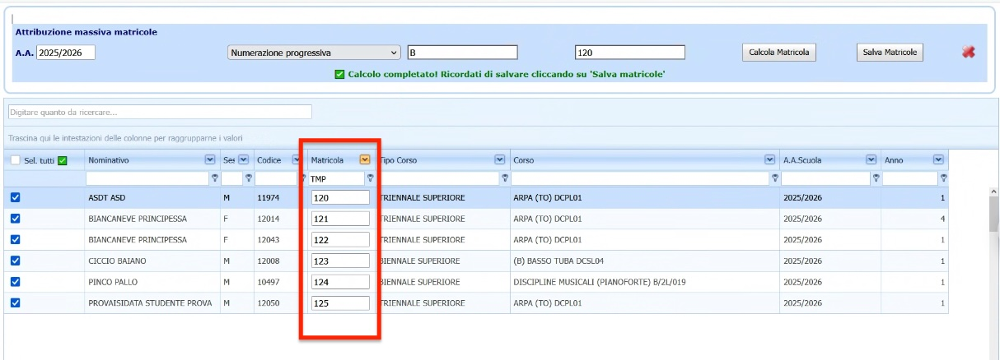 Attribuzione massiva matricole
A.A. 2025/2026 Numerazione progressiva B 120 Calcola Matricola Salva Matricole
Calcolo completato! Ricordati di salvare cliccando su 'Salva matricole'
Digitare quanto da ricercare...
Trascina qui le intestazioni delle colonne per raggrupparne i valori
Sel. tutti Nominativo Ses Codice Matricola Tipo Corso Corso A.A.Scuola Anno
TMP
ASDT ASD M 11974 120 TRIENNALE SUPERIORE ARPA (TO) DCPL01 2025/2026 1
BIANCANEVE PRINCIPESSA F 12014 121 TRIENNALE SUPERIORE ARPA (TO) DCPL01 2025/2026 4
BIANCANEVE PRINCIPESSA F 12043 122 TRIENNALE SUPERIORE ARPA (TO) DCPL01 2025/2026 1
CICCIO BAIANO M 12008 123 BIENNALE SUPERIORE (B) BASSO TUBA DCSL04 2025/2026 1
PINCO PALLO M 10497 124 BIENNALE SUPERIORE DISCIPLINE MUSICALI (PIANOFORTE) B/2L/019 2025/2026 1
PROVAISIDATA STUDENTE PROVA M 12050 125 TRIENNALE SUPERIORE ARPA (TO) DCPL01 2025/2026 1